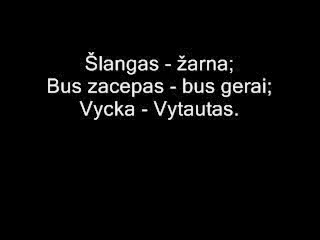 Šlangas - žarna;
Bus zacepas - bus gerai;
Vycka - Vytautas.